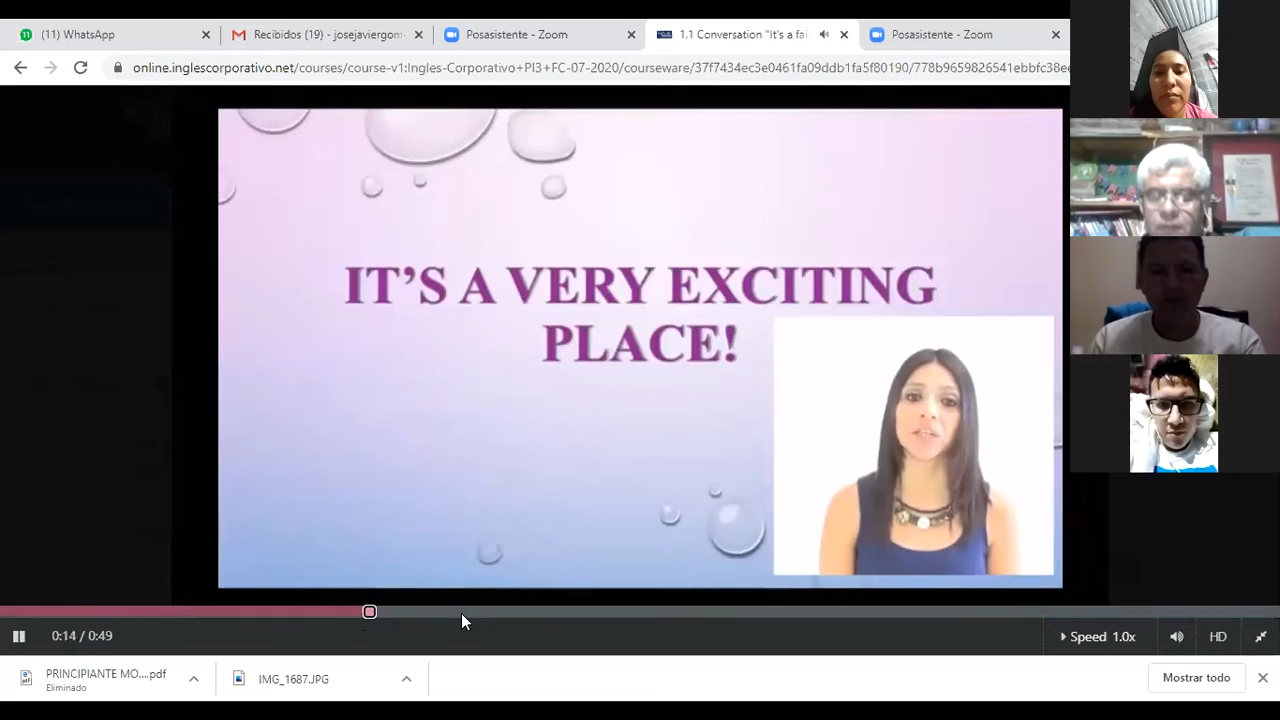 (11) WhatsApp
Recibidos (19) - josejaviergom
Posasistente - Zoom
1.1 Conversation "It's a fai
Posasistente - Zoom
online.inglescorporativo.net/courses/course-v1:Ingles-Corporativo+PI3+FC-07-2020/courseware/37f7434ec3e0461fa09ddb1fa5f80190/778b9659826541ebbfc38ee
IT'S A VERY EXCITING
PLACE!
0:14 / 0:49
Speed 1.0x
HD
PRINCIPIANTE MO....pdf
Eliminado
IMG_1687.JPG
Mostrar todo